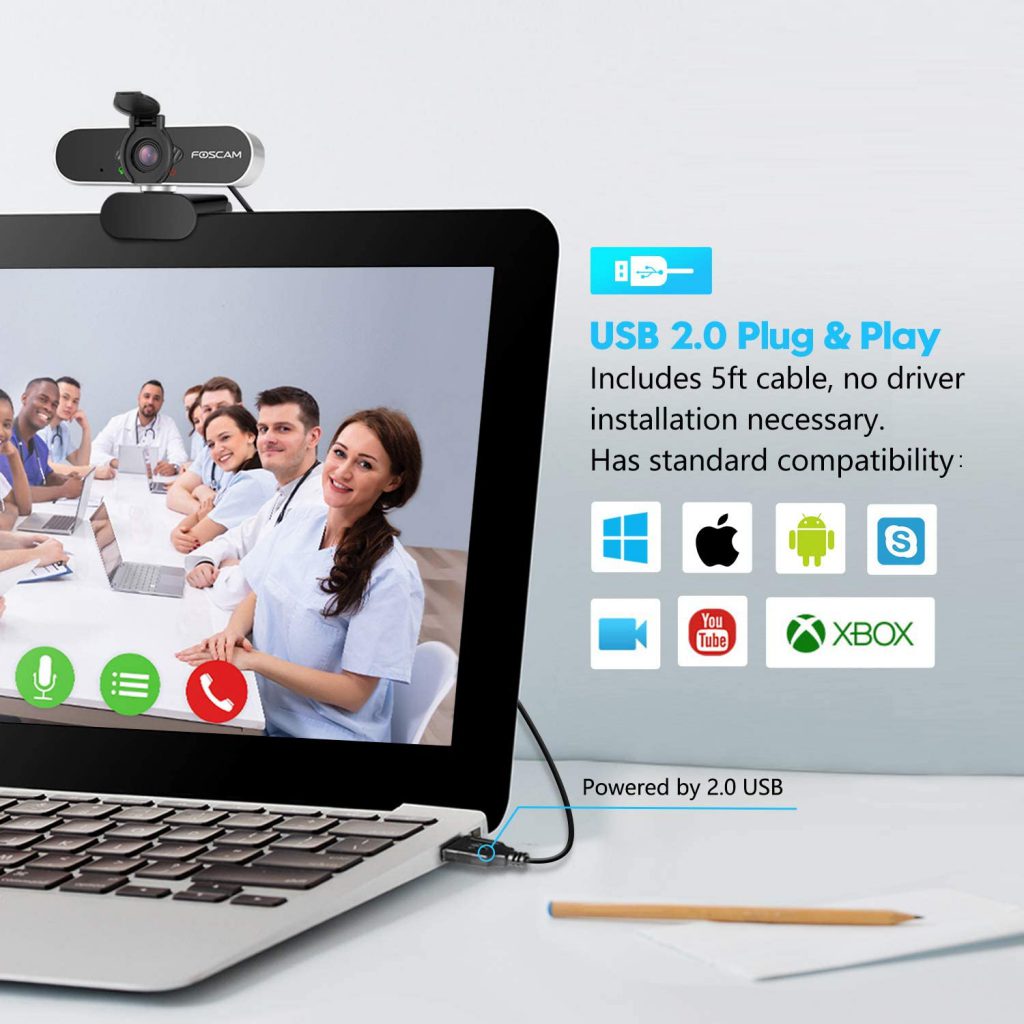 FOSCAM
USB 2.0 Plug & Play
Includes 5ft cable, no driver
installation necessary.
Has standard compatibility:
S
You
Tube
XBOX
Powered by 2.0 USB